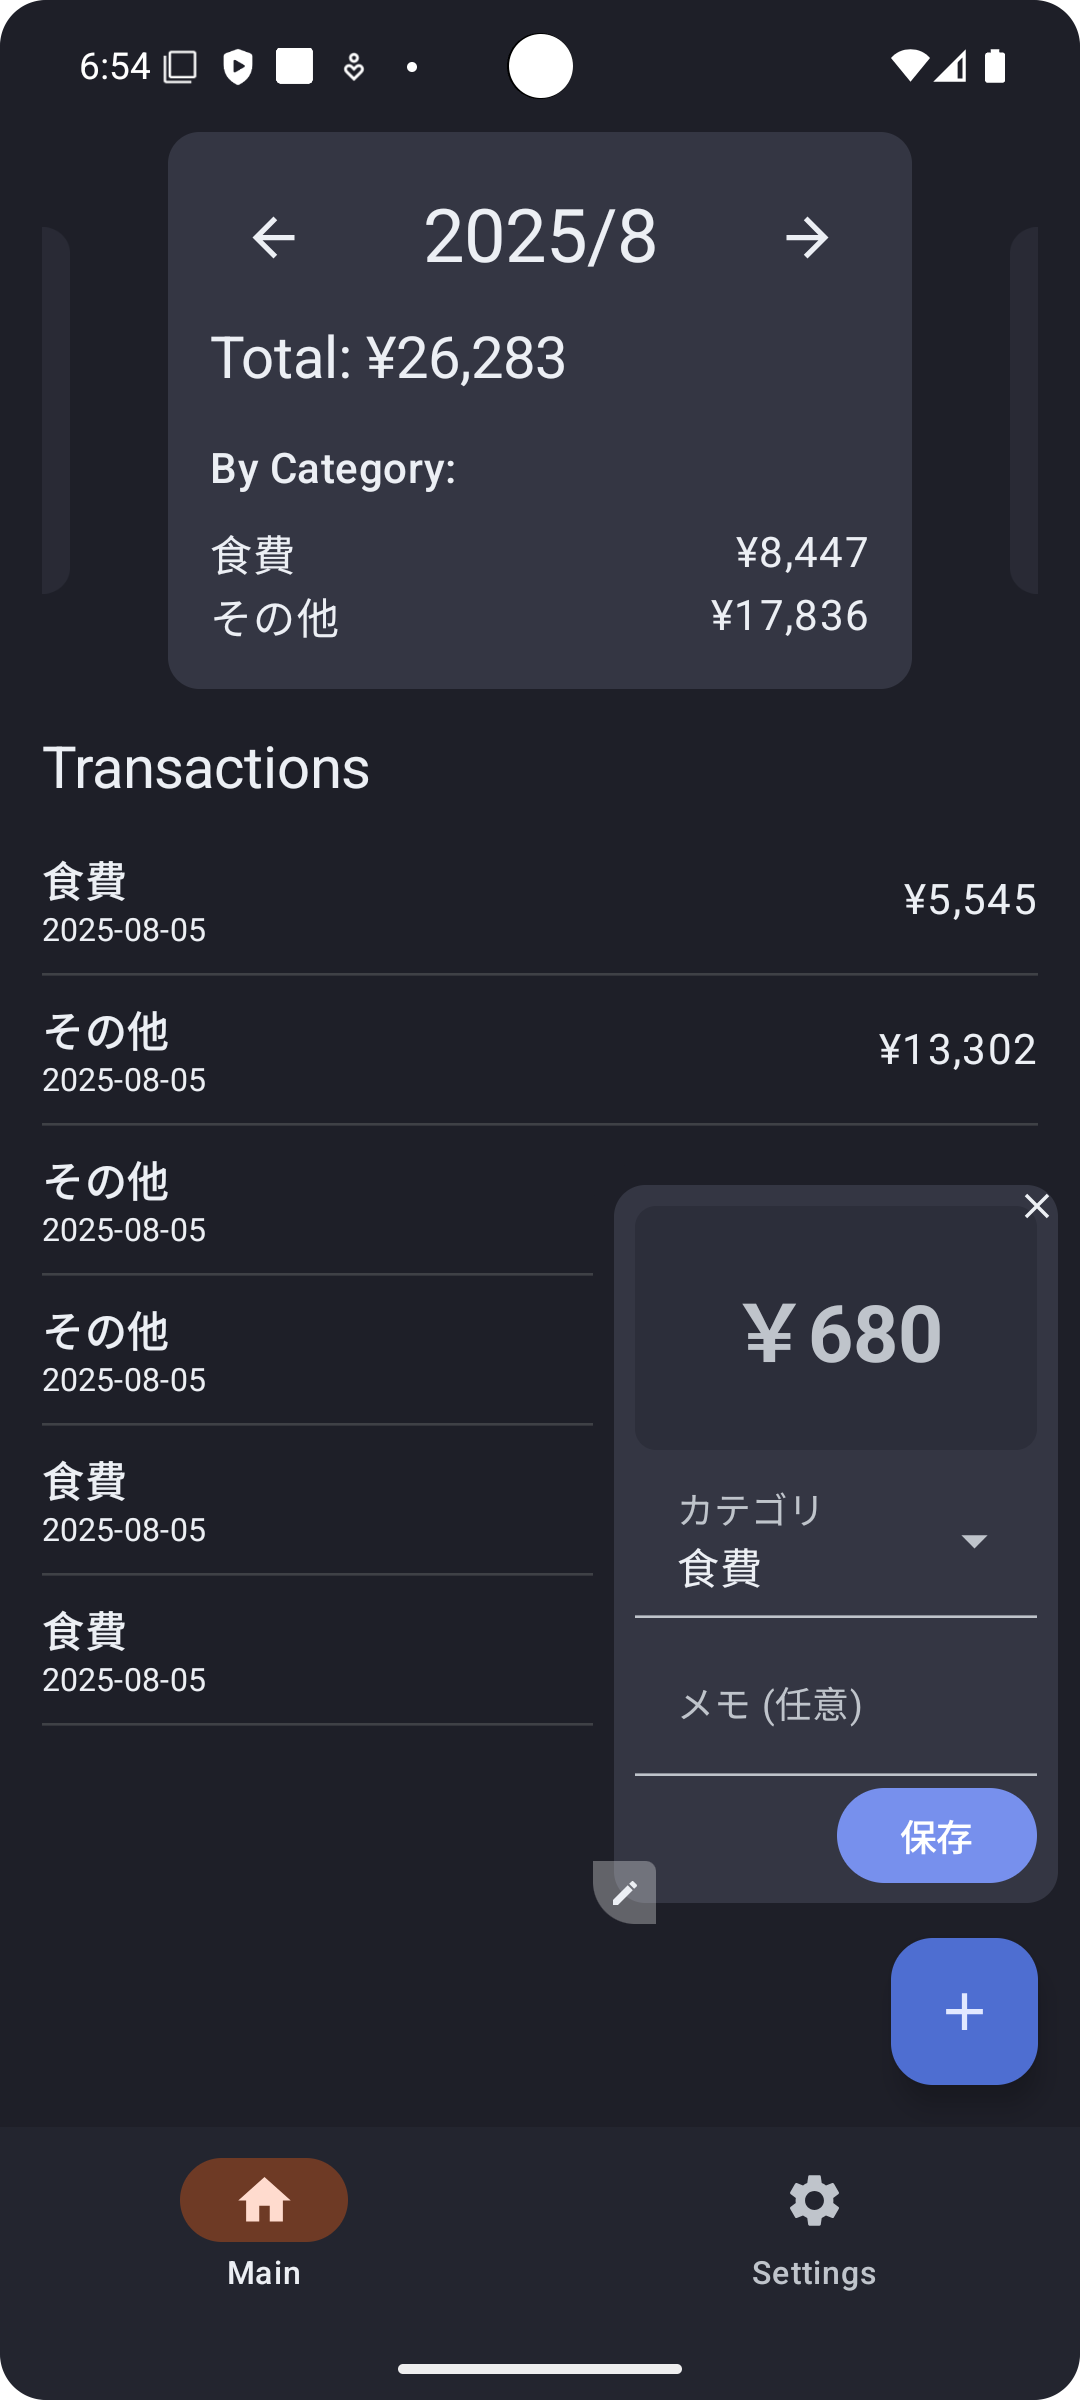 6:54
2025/8
Total: ¥26,283
By Category:
食費 ¥8,447
その他 ¥17,836
Transactions
食費
2025-08-05
¥5,545
その他
2025-08-05
¥13,302
その他
2025-08-05
その他
2025-08-05
食費
2025-08-05
食費
2025-08-05
¥680
カテゴリ
食費
メモ (任意)
保存
Main
Settings